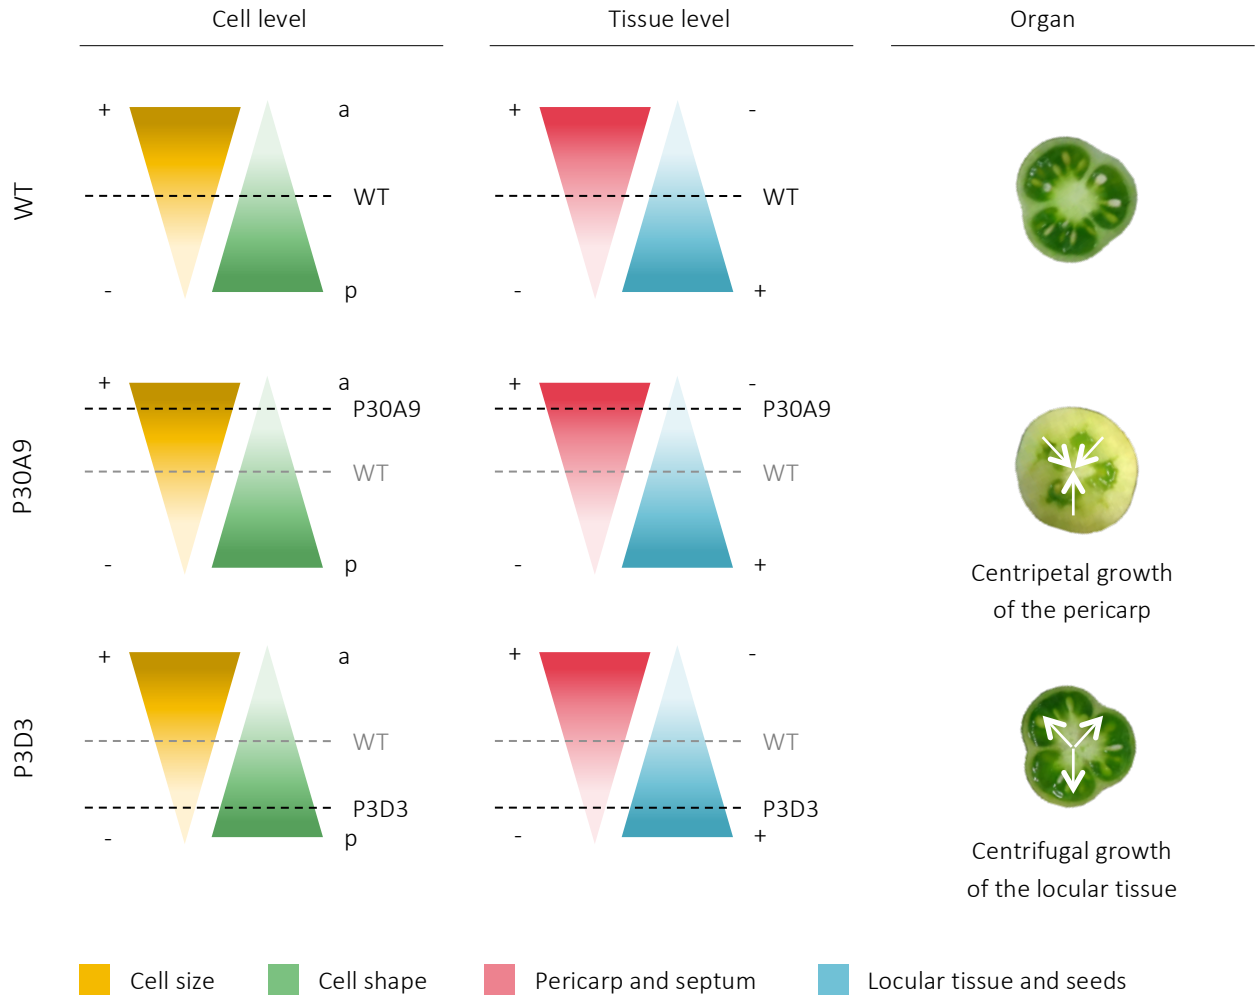 Cell level
Tissue level
Organ
WT
+
a
WT
-
p
+
-
WT
-
+
P30A9
+
a
P30A9
WT
-
p
+
-
P30A9
WT
-
+
Centripetal growth
of the pericarp
P3D3
+
a
WT
P3D3
-
p
+
-
WT
P3D3
-
+
Centrifugal growth
of the locular tissue
Cell size
Cell shape
Pericarp and septum
Locular tissue and seeds